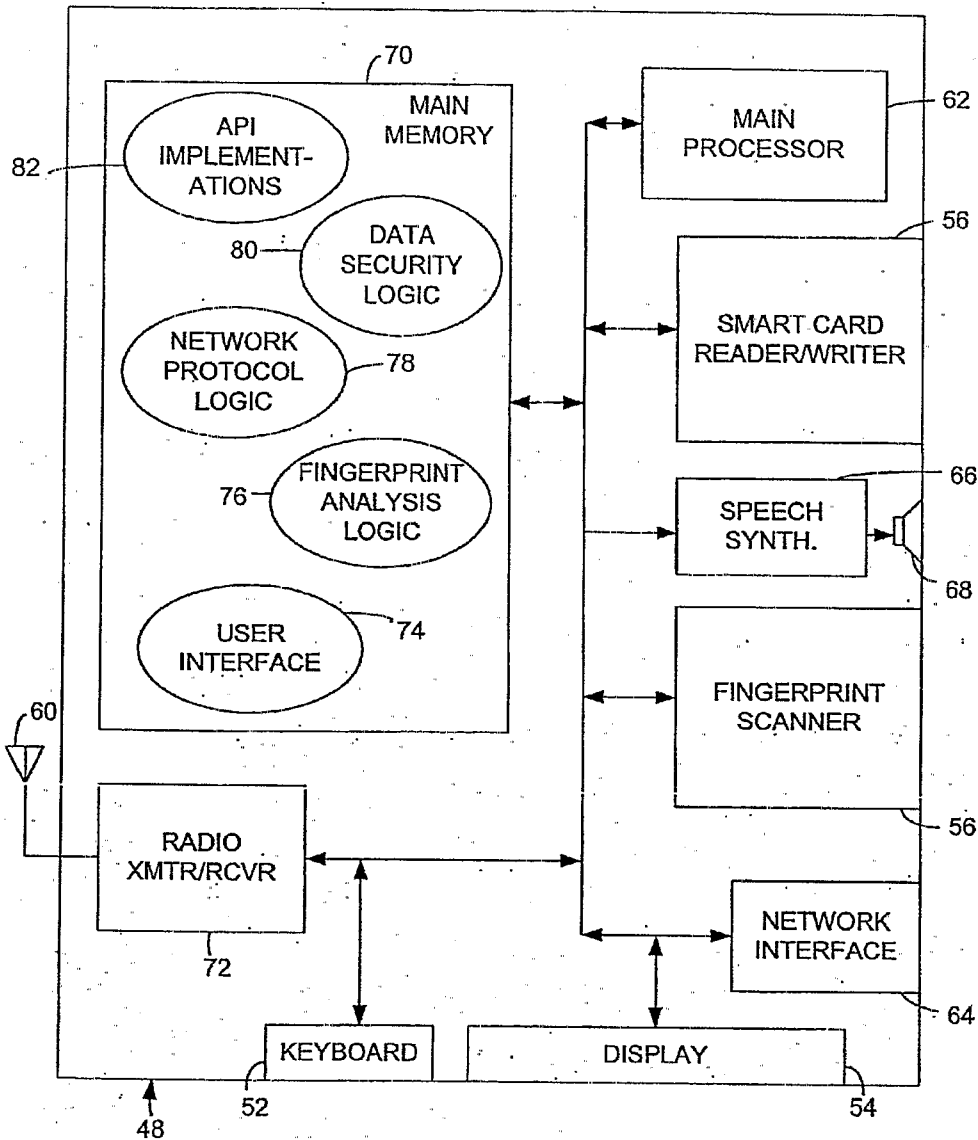 70
MAIN
MEMORY
API
IMPLEMENT-
ATIONS
82
62
MAIN
PROCESSOR
56
80
DATA
SECURITY
LOGIC
SMART CARD
READER/WRITER
NETWORK
PROTOCOL
LOGIC
78
66
76
FINGERPRINT
ANALYSIS
LOGIC
SPEECH
SYNTH.
68
74
USER
INTERFACE
FINGERPRINT
SCANNER
60
56
RADIO
XMTR/RCVR
72
NETWORK
INTERFACE
64
KEYBOARD
DISPLAY
52
54
48